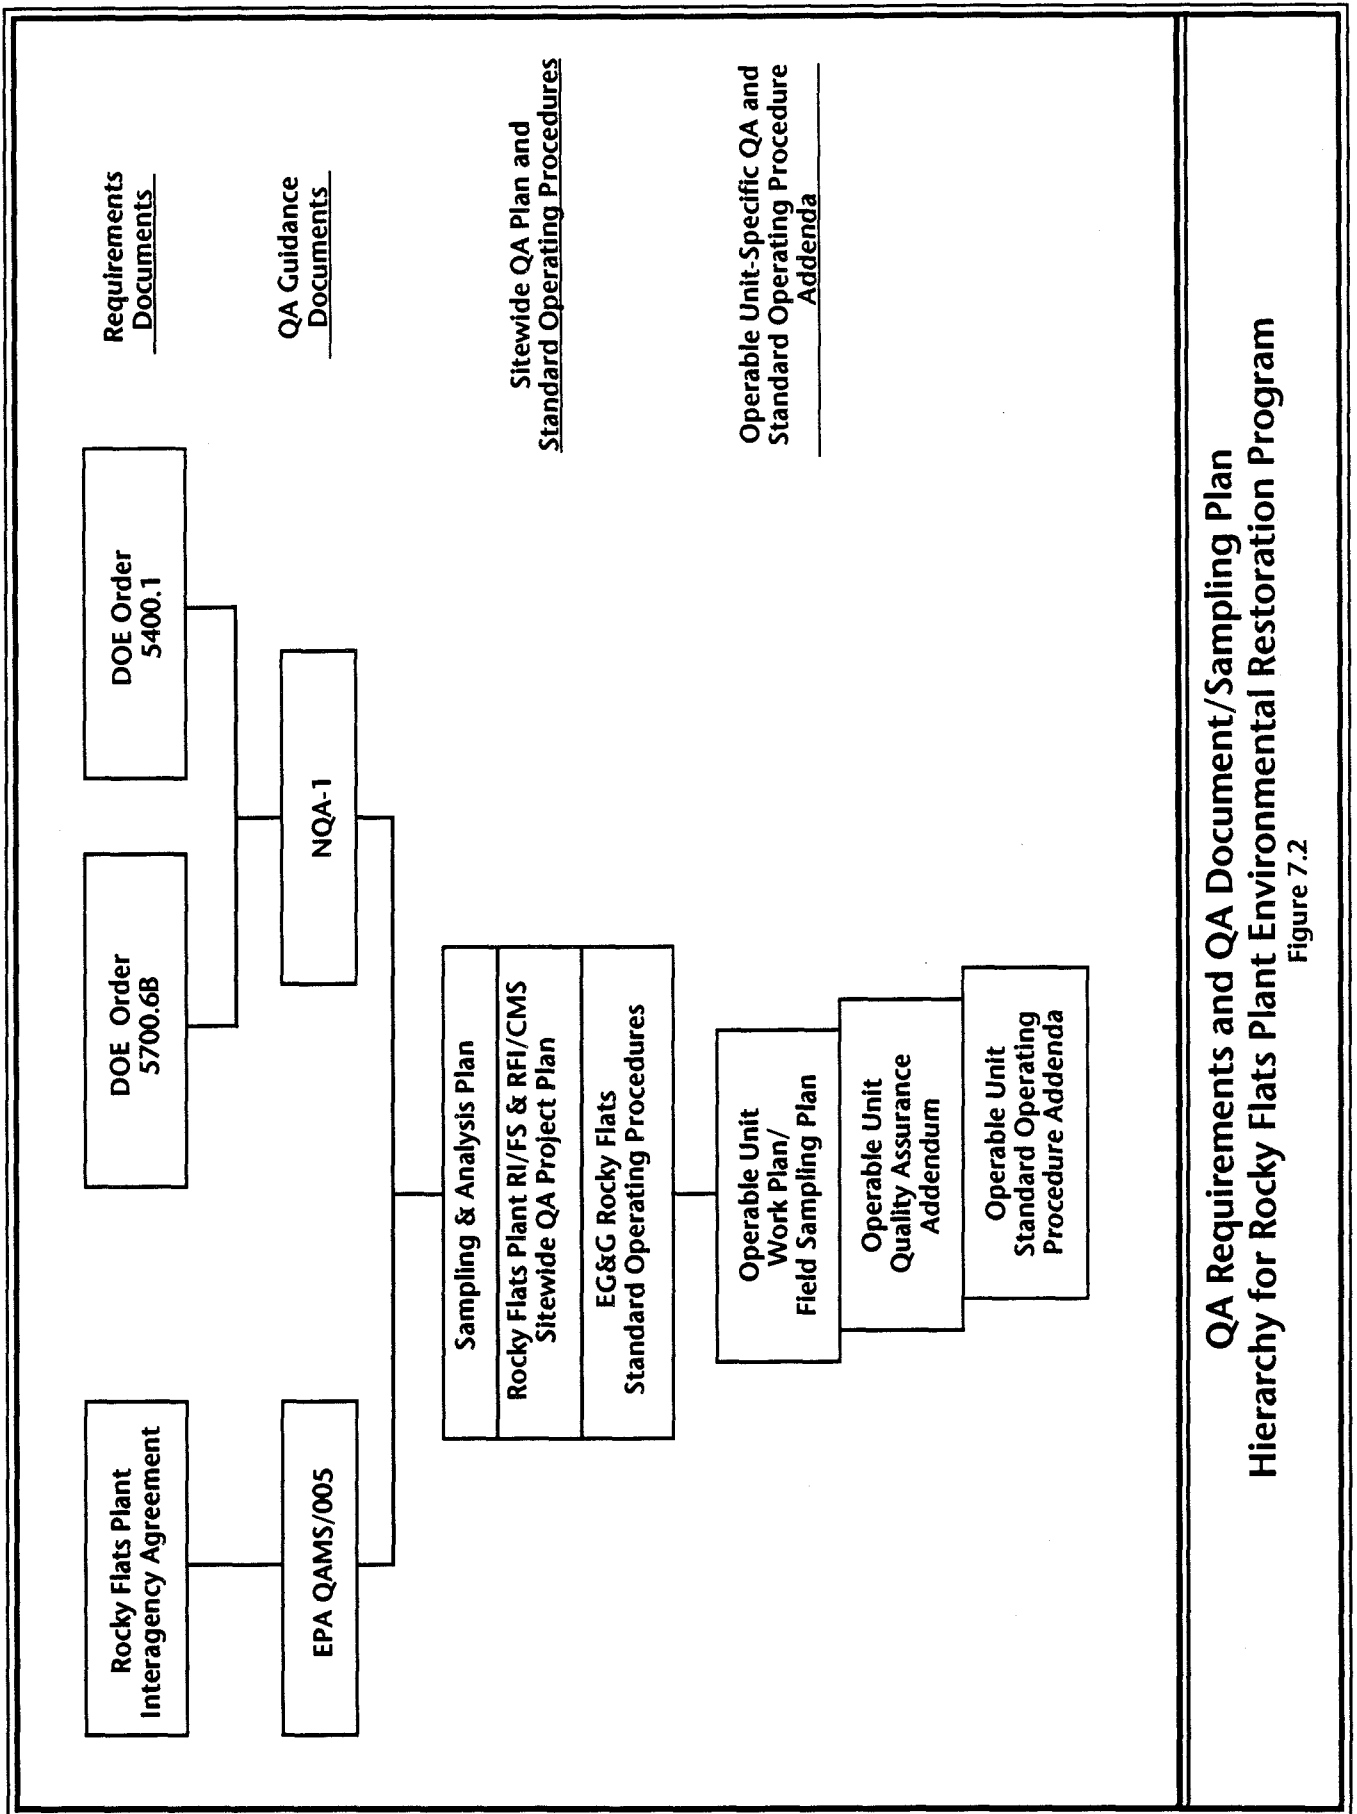 Rocky Flats Plant
Interagency Agreement
DOE Order
5700.6B
DOE Order
5400.1
Requirements
Documents
EPA QAMS/005
NQA-1
QA Guidance
Documents
Sampling & Analysis Plan
Rocky Flats Plant RI/FS & RFI/CMS
Sitewide QA Project Plan
EG&G Rocky Flats
Standard Operating Procedures
Sitewide QA Plan and
Standard Operating Procedures
Operable Unit
Work Plan/
Field Sampling Plan
Operable Unit
Quality Assurance
Addendum
Operable Unit
Standard Operating
Procedure Addenda
Operable Unit-Specific QA and
Standard Operating Procedure
Addenda
QA Requirements and QA Document/Sampling Plan
Hierarchy for Rocky Flats Plant Environmental Restoration Program
Figure 7.2